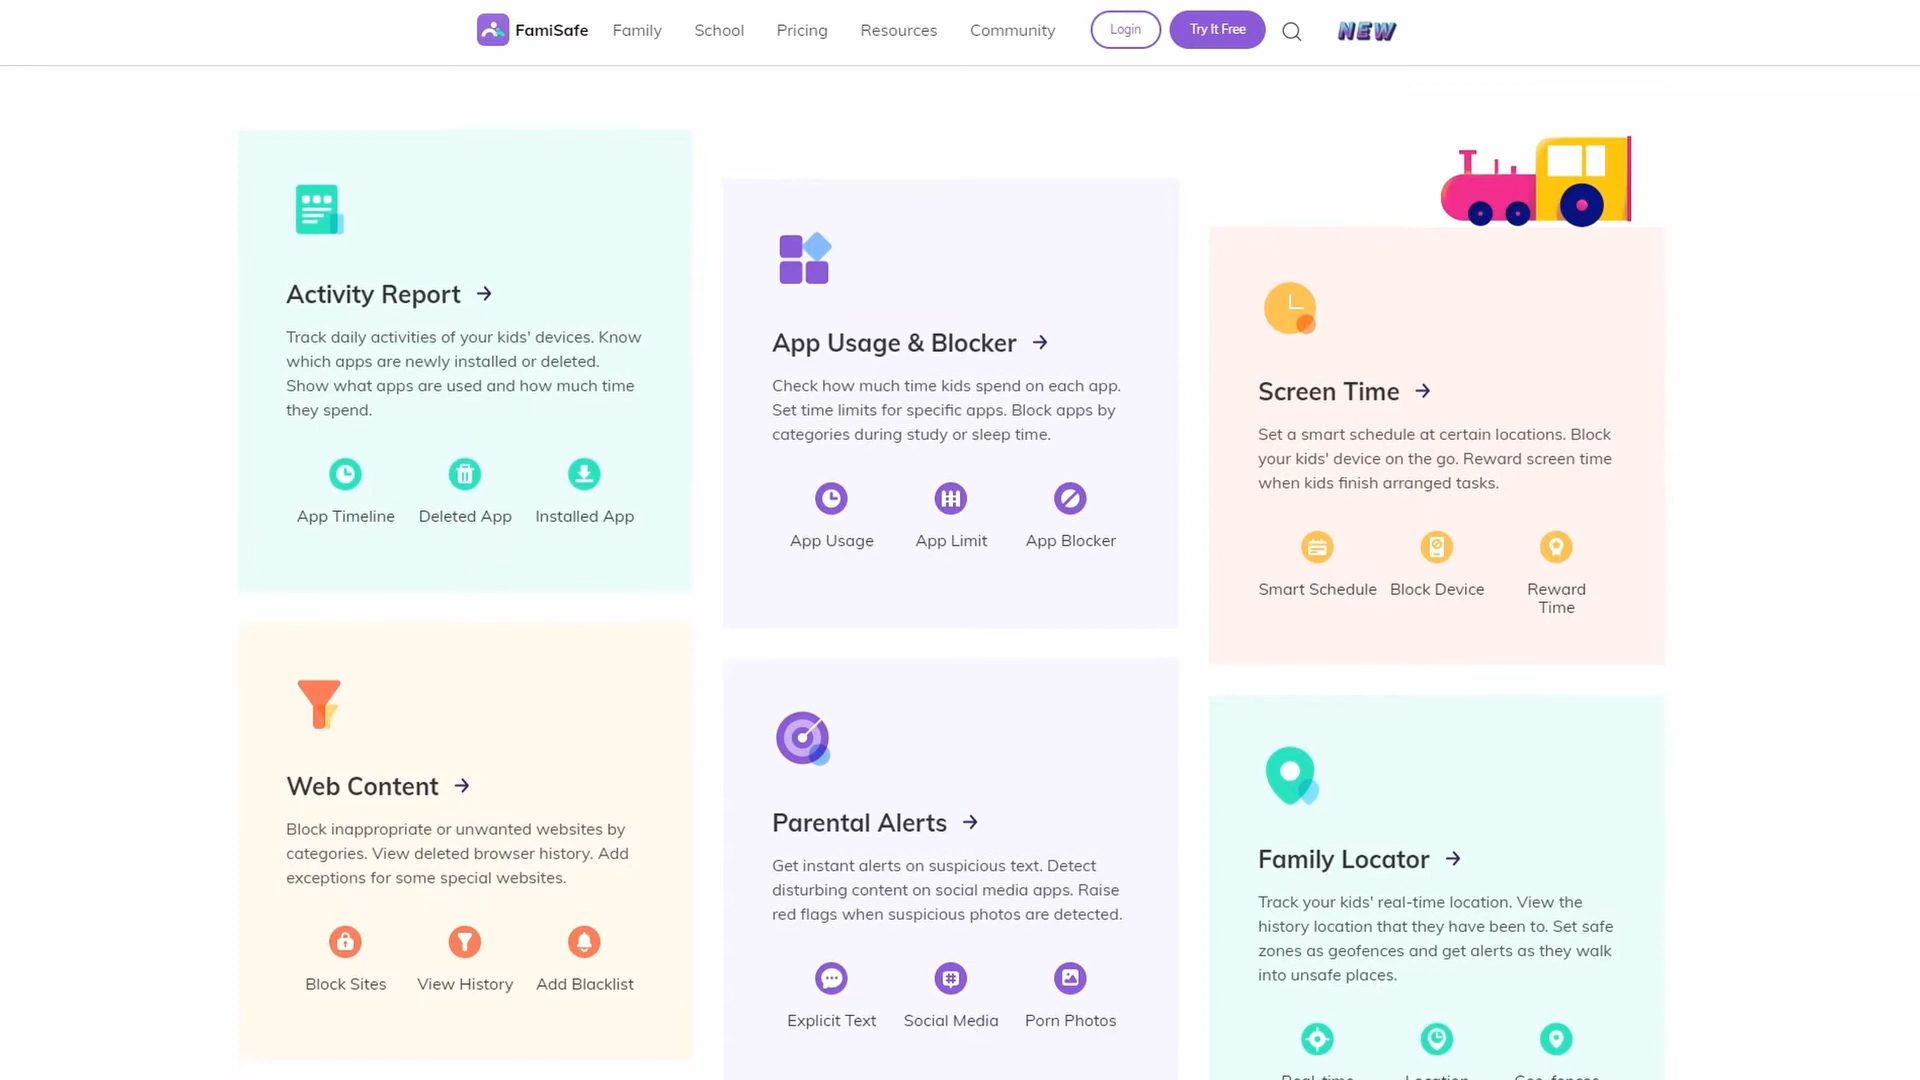 FamiSafe
Family
School
Pricing
Resources
Community
Login
Try It Free
NEW
Activity Report
Track daily activities of your kids' devices. Know
which apps are newly installed or deleted.
Show what apps are used and how much time
they spend.
App Timeline
Deleted App
Installed App
App Usage & Blocker
Check how much time kids spend on each app.
Set time limits for specific apps. Block apps by
categories during study or sleep time.
App Usage
App Limit
App Blocker
Screen Time
Set a smart schedule at certain locations. Block
your kids' device on the go. Reward screen time
when kids finish arranged tasks.
Smart Schedule
Block Device
Reward
Time
Web Content
Block inappropriate or unwanted websites by
categories. View deleted browser history. Add
exceptions for some special websites.
Block Sites
View History
Add Blacklist
Parental Alerts
Get instant alerts on suspicious text. Detect
disturbing content on social media apps. Raise
red flags when suspicious photos are detected.
Explicit Text
Social Media
Porn Photos
Family Locator
Track your kids' real-time location. View the
history location that they have been to. Set safe
zones as geofences and get alerts as they walk
into unsafe places.